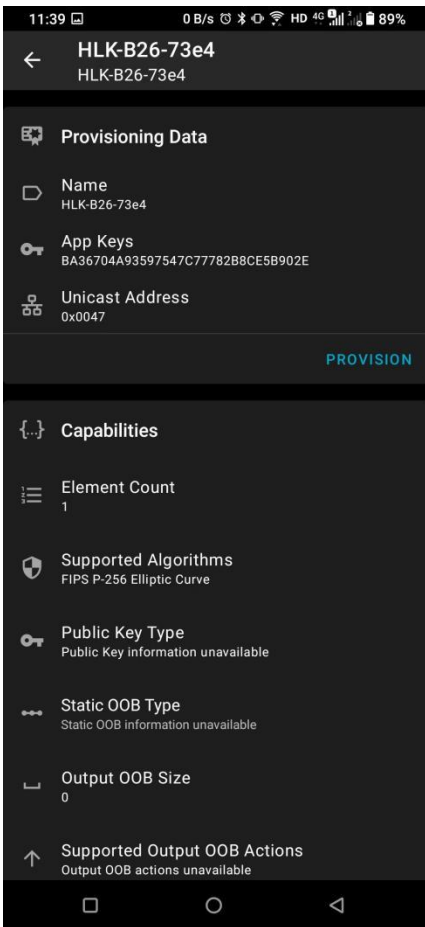 11:39
0 B/s HD 4G 89%
HLK-B26-73e4
HLK-B26-73e4
Provisioning Data
Name
HLK-B26-73e4
App Keys
BA36704A93597547C77782B8CE5B902E
Unicast Address
0x0047
PROVISION
{...} Capabilities
Element Count
1
Supported Algorithms
FIPS P-256 Elliptic Curve
Public Key Type
Public Key information unavailable
Static OOB Type
Static OOB information unavailable
Output OOB Size
0
Supported Output OOB Actions
Output OOB actions unavailable